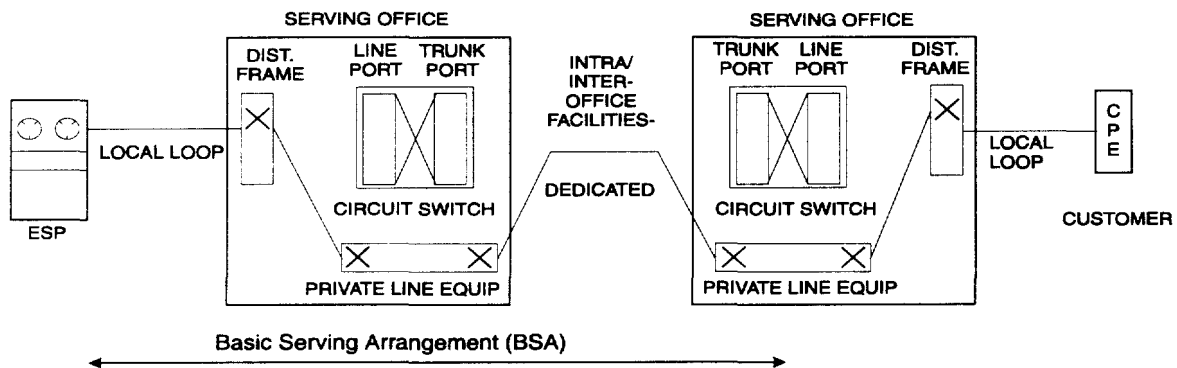 SERVING OFFICE
DIST.
FRAME
LINE
PORT
TRUNK
PORT
LOCAL LOOP
ESP
CIRCUIT SWITCH
PRIVATE LINE EQUIP
INTRA/
INTER-
OFFICE
FACILITIES-
DEDICATED
SERVING OFFICE
TRUNK
PORT
LINE
PORT
DIST.
FRAME
CIRCUIT SWITCH
PRIVATE LINE EQUIP
LOCAL
LOOP
C
P
E
CUSTOMER
Basic Serving Arrangement (BSA)